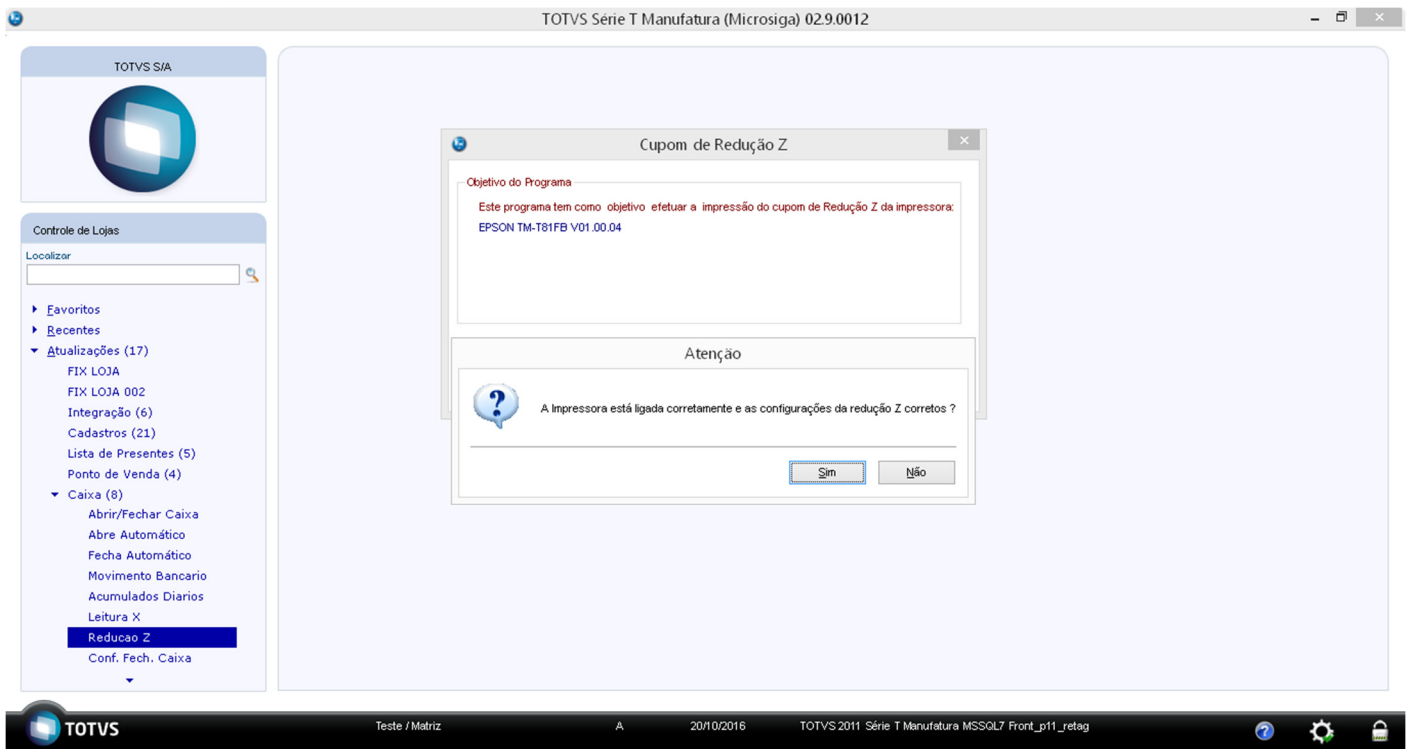 TOTVS Série T Manufatura (Microsiga) 02.9.0012
TOTVS S/A
Controle de Lojas
Localizar
Favoritos
Recentes
Atualizações (17)
FIX LOJA
FIX LOJA 002
Integração (6)
Cadastros (21)
Lista de Presentes (5)
Ponto de Venda (4)
Caixa (8)
Abrir/Fechar Caixa
Abre Automático
Fecha Automático
Movimento Bancario
Acumulados Diarios
Leitura X
Reducao Z
Conf. Fech. Caixa
Cupom de Redução Z
Objetivo do Programa
Este programa tem como objetivo efetuar a impressão do cupom de Redução Z da impressora:
EPSON TM-T81FB V01.00.04
Atenção
A Impressora está ligada corretamente e as configurações da redução Z corretos ?
Sim Não
TOTVS Teste / Matriz A 20/10/2016 TOTVS 2011 Série T Manufatura MSSQL7 Front_p11_retag